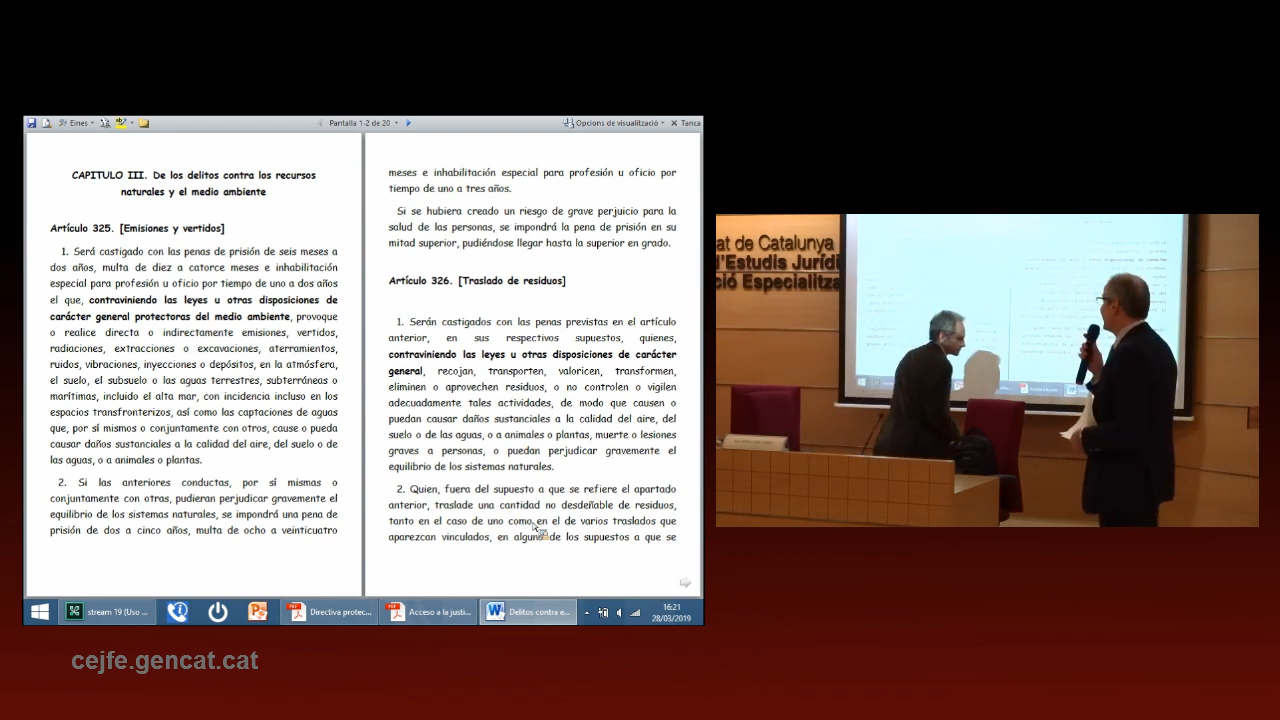 Eines
Pantalla 1-2 de 20
Opcions de visualització
Tanca
CAPITULO III. De los delitos contra los recursos
naturales y el medio ambiente
Artículo 325. [Emisiones y vertidos]
1. Será castigado con las penas de prisión de seis meses a
dos años, multa de diez a catorce meses e inhabilitación
especial para profesión u oficio por tiempo de uno a dos años
el que, contraviniendo las leyes u otras disposiciones de
carácter general protectoras del medio ambiente, provoque
o realice directa o indirectamente emisiones, vertidos,
radiaciones, extracciones o excavaciones, aterramientos,
ruidos, vibraciones, inyecciones o depósitos, en la atmósfera,
el suelo, el subsuelo o las aguas terrestres, subterráneas o
marítimas, incluido el alta mar, con incidencia incluso en los
espacios transfronterizos, así como las captaciones de aguas
que, por sí mismos o conjuntamente con otros, cause o pueda
causar daños sustanciales a la calidad del aire, del suelo o de
las aguas, o a animales o plantas.
2. Si las anteriores conductas, por sí mismas o
conjuntamente con otras, pudieran perjudicar gravemente el
equilibrio de los sistemas naturales, se impondrá una pena de
prisión de dos a cinco años, multa de ocho a veinticuatro
meses e inhabilitación especial para profesión u oficio por
tiempo de uno a tres años.
Si se hubiera creado un riesgo de grave perjuicio para la
salud de las personas, se impondrá la pena de prisión en su
mitad superior, pudiéndose llegar hasta la superior en grado.
Artículo 326. [Traslado de residuos]
1. Serán castigados con las penas previstas en el artículo
anterior, en sus respectivos supuestos, quienes,
contraviniendo las leyes u otras disposiciones de carácter
general, recojan, transporten, valoricen, transformen,
eliminen o aprovechen residuos, o no controlen o vigilen
adecuadamente tales actividades, de modo que causen o
puedan causar daños sustanciales a la calidad del aire, del
suelo o de las aguas, o a animales o plantas, muerte o lesiones
graves a personas, o puedan perjudicar gravemente el
equilibrio de los sistemas naturales.
2. Quien, fuera del supuesto a que se refiere el apartado
anterior, traslade una cantidad no desdeñable de residuos,
tanto en el caso de uno como en el de varios traslados que
aparezcan vinculados, en alguno de los supuestos a que se
stream 19 (Uso ...
Directiva protec...
Acceso a la justi...
Delitos contra e...
16:21
28/03/2019
at de Catalunya
'Estudis Jurídi
ció Especialitza
cejfe.gencat.cat